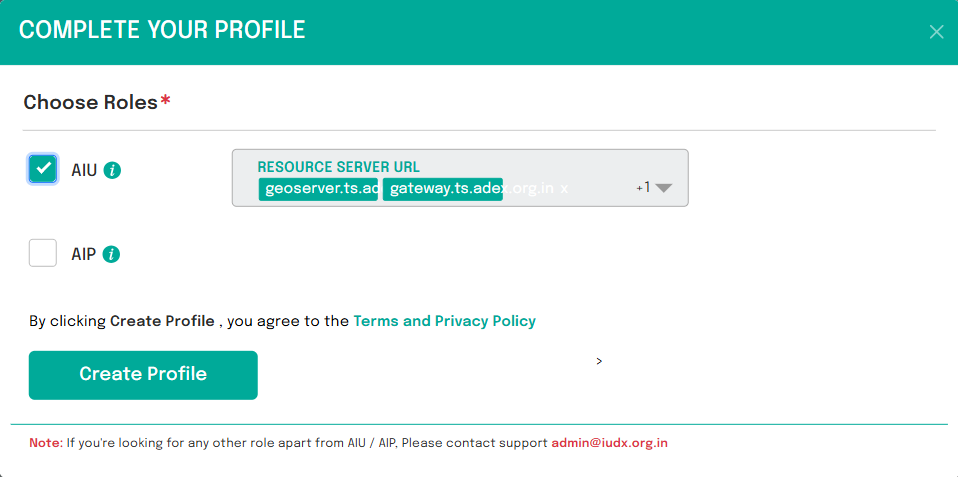 COMPLETE YOUR PROFILE
Choose Roles*
AIU
RESOURCE SERVER URL
geoserver.ts.ad gateway.ts.adex.org.in x +1
AIP
By clicking Create Profile , you agree to the Terms and Privacy Policy
Create Profile
>
Note: If you're looking for any other role apart from AIU / AIP, Please contact support admin@iudx.org.in